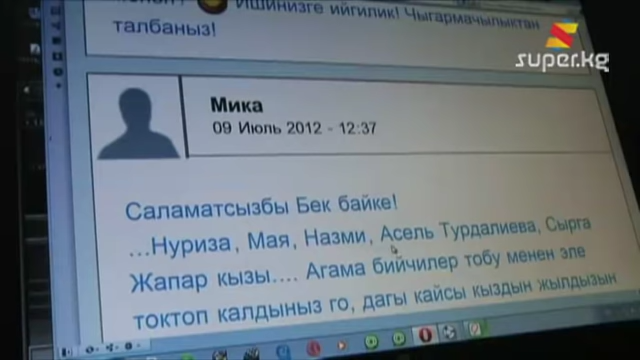 Ишинизге ийгилик! Чыгармачылыктан
талбаныз!
super.kg
Мика
09 Июль 2012 - 12:37
Саламатсызбы Бек байке!
...Нуриза, Мая, Назми, Асель Турдалиева, Сырга
Жапар кызы.... Агама бийчилер тобу менен эле
токтоп калдыныз го, дагы кайсы кыздын жылдызын